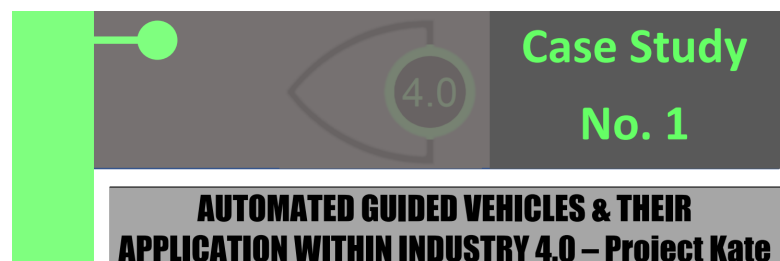 4.0
Case Study
No. 1
AUTOMATED GUIDED VEHICLES & THEIR
APPLICATION WITHIN INDUSTRY 4.0 – Project Kate